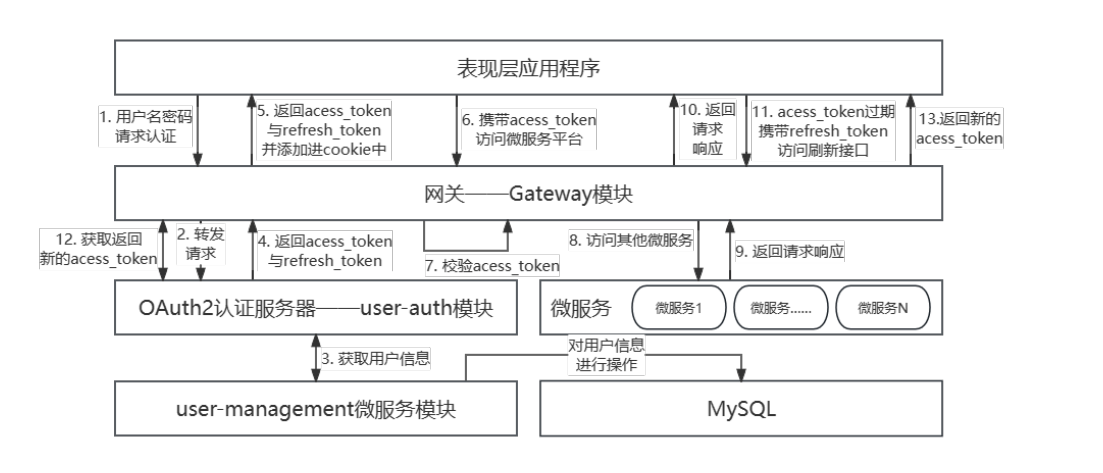 表现层应用程序
1. 用户名密码
请求认证
5. 返回acess_token
与refresh_token
并添加进cookie中
6. 携带acess_token
访问微服务平台
10. 返回
请求
响应
11. acess_token过期
携带refresh_token
访问刷新接口
13.返回新的
acess_token
网关——Gateway模块
12. 获取返回
新的acess_token
2. 转发
请求
4. 返回acess_token
与refresh_token
7. 校验acess_token
8. 访问其他微服务
9. 返回请求响应
OAuth2认证服务器——user-auth模块
微服务
微服务1
微服务......
微服务N
3. 获取用户信息
对用户信息
进行操作
user-management微服务模块
MySQL